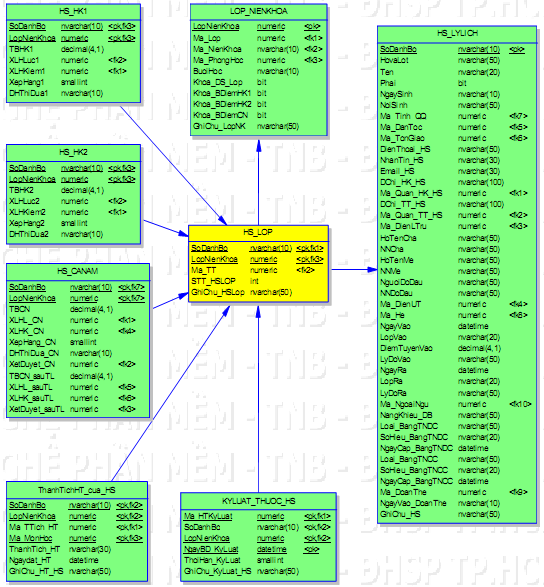 HS_HK1
SoDanhBo nvarchar(10) <pk,fk3>
LopNienKhoa numeric <pk,fk3>
TBHK1 decimal(4,1)
XLHLuc1 numeric <fk2>
XLHKiem1 numeric <fk1>
XepHang1 smallint
DHThiDua1 nvarchar(10)
LOP_NIENKHOA
LopNienKhoa numeric <pk>
Ma_Lop numeric <fk1>
Ma_NienKhoa nvarchar(10) <fk2>
Ma_PhongHoc numeric <fk3>
BuoiHoc nvarchar(10)
Khoa_DS_Lop bit
Khoa_BDiemHK1 bit
Khoa_BDiemHK2 bit
Khoa_BDiemCN bit
GhiChu_LopNK nvarchar(50)
HS_LYLICH
SoDanhBo nvarchar(10) <pk>
HovaLot nvarchar(50)
Ten nvarchar(20)
Phai bit
NgaySinh nvarchar(10)
NoiSinh nvarchar(50)
Ma_Tinh_QQ numeric <fk7>
Ma_DanToc numeric <fk5>
Ma_TonGiao numeric <fk6>
DienThoai_HS nvarchar(50)
NhanTin_HS nvarchar(30)
Email_HS nvarchar(30)
DChi_HK_HS nvarchar(100)
Ma_Quan_HK_HS numeric <fk1>
DChi_TT_HS nvarchar(100)
Ma_Quan_TT_HS numeric <fk2>
Ma_DienLTru numeric <fk3>
HoTenCha nvarchar(50)
NNCha nvarchar(50)
HoTenMe nvarchar(50)
NNMe nvarchar(50)
NguoiDoDau nvarchar(50)
NNDoDau nvarchar(50)
Ma_DienUT numeric <fk4>
Ma_He numeric <fk8>
NgayVao datetime
LopVao nvarchar(20)
DiemTuyenVao decimal(4,1)
LyDoVao nvarchar(50)
NgayRa datetime
LopRa nvarchar(20)
LyDoRa nvarchar(50)
Ma_NgoaiNgu numeric <fk10>
NangKhieu_DB nvarchar(50)
Loai_BangTNDC nvarchar(50)
SoHieu_BangTNDC nvarchar(20)
NgayCap_BangTNDC datetime
Loai_BangTNCC nvarchar(50)
SoHieu_BangTNCC nvarchar(50)
NgayCap_BangTNCC datetime
Ma_DoanThe numeric <fk9>
NgayVao_DoanThe nvarchar(10)
GhiChu_HS nvarchar(50)
HS_HK2
SoDanhBo nvarchar(10) <pk,fk3>
LopNienKhoa numeric <pk,fk3>
TBHK2 decimal(4,1)
XLHLuc2 numeric <fk2>
XLHKiem2 numeric <fk1>
XepHang2 smallint
DHThiDua2 nvarchar(10)
HS_LOP
SoDanhBo nvarchar(10) <pk,fk1>
LopNienKhoa numeric <pk,fk3>
Ma_TT numeric <fk2>
STT_HSLOP int
GhiChu_HSLop nvarchar(50)
HS_CANAM
SoDanhBo nvarchar(10) <pk,fk7>
LopNienKhoa numeric <pk,fk7>
TBCN decimal(4,1)
XLHL_CN numeric <fk1>
XLHK_CN numeric <fk4>
XepHang_CN smallint
DHThiDua_CN nvarchar(10)
XetDuyet_CN numeric <fk2>
TBCN_sauTL decimal(4,1)
XLHL_sauTL numeric <fk5>
XLHK_sauTL numeric <fk6>
XetDuyet_sauTL numeric <fk3>
ThanhTichHT_cua_HS
SoDanhBo nvarchar(10) <pk,fk2>
LopNienKhoa numeric <pk,fk2>
Ma_TTich_HT numeric <pk,fk1>
Ma_MonHoc numeric <pk,fk3>
ThanhTich_HT nvarchar(30)
Ngaydat_HT datetime
GhiChu_HT_HS nvarchar(50)
KYLUAT_THUOC_HS
Ma_HTKyLuat numeric <pk,fk1>
SoDanhBo nvarchar(10) <pk,fk2>
LopNienKhoa numeric <pk,fk2>
NgayBD_KyLuat datetime <pk>
ThoiHan_KyLuat smallint
GhiChu_KyLuat_HS nvarchar(50)